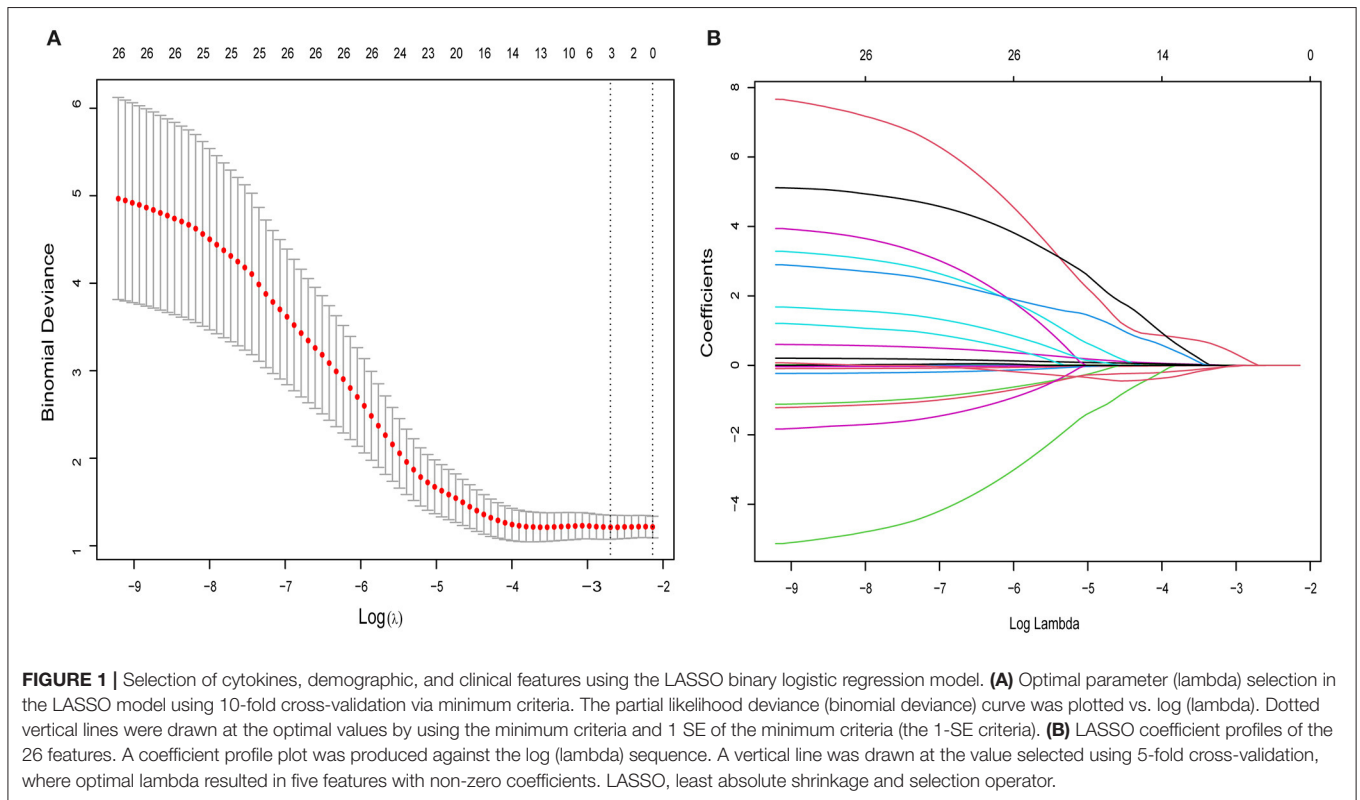 A
26 26 26 25 25 25 26 26 24 23 20 16 14 13 10 6 3 2 0
6
5
4
3
2
1
Binomial Deviance
−9 −8 −7 −6 −5 −4 −3 −2
Log(λ)
B
26 26 14 0
8
6
4
2
0
−2
−4
Coefficients
−9 −8 −7 −6 −5 −4 −3 −2
Log Lambda
FIGURE 1 | Selection of cytokines, demographic, and clinical features using the LASSO binary logistic regression model. (A) Optimal parameter (lambda) selection in
the LASSO model using 10-fold cross-validation via minimum criteria. The partial likelihood deviance (binomial deviance) curve was plotted vs. log (lambda). Dotted
vertical lines were drawn at the optimal values by using the minimum criteria and 1 SE of the minimum criteria (the 1-SE criteria). (B) LASSO coefficient profiles of the
26 features. A coefficient profile plot was produced against the log (lambda) sequence. A vertical line was drawn at the value selected using 5-fold cross-validation,
where optimal lambda resulted in five features with non-zero coefficients. LASSO, least absolute shrinkage and selection operator.